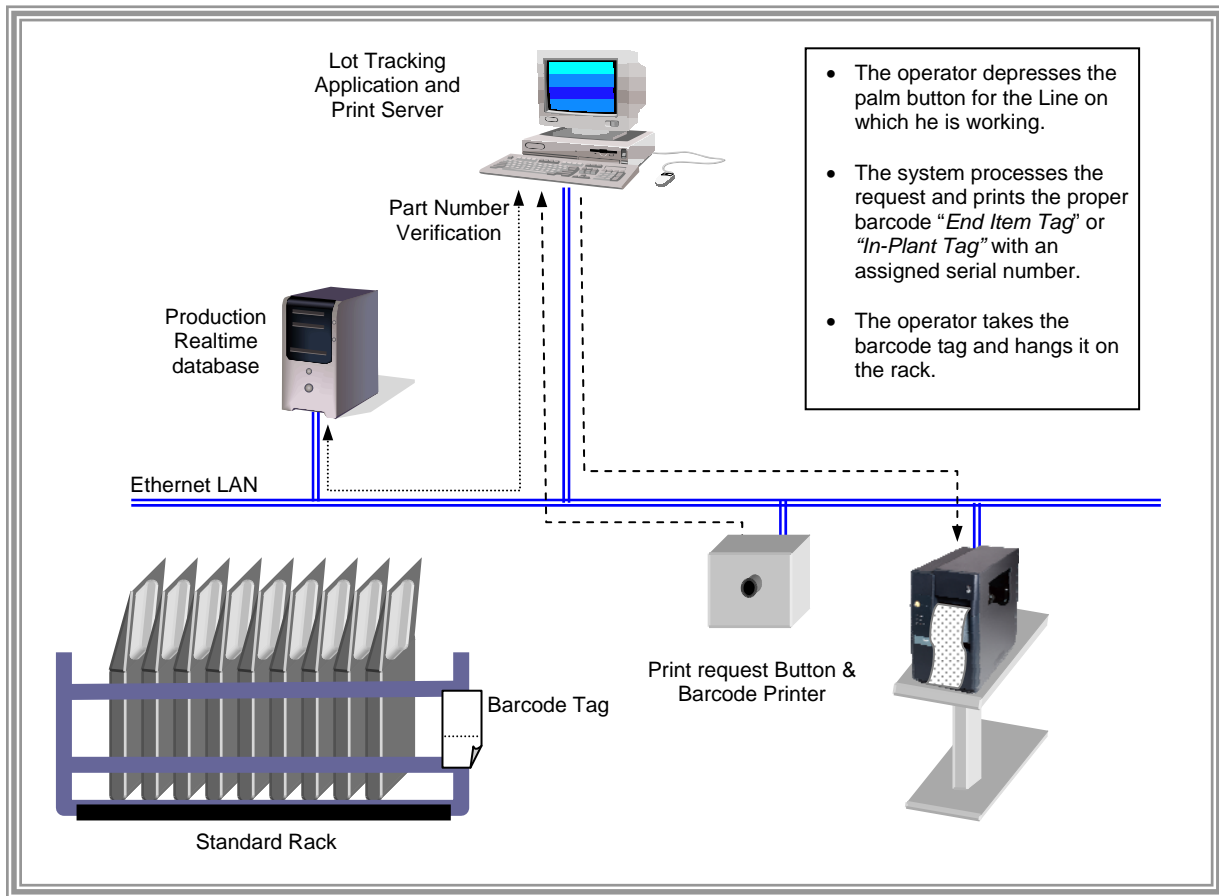 Lot Tracking
Application and
Print Server
• The operator depresses the
palm button for the Line on
which he is working.
• The system processes the
request and prints the proper
barcode “End Item Tag” or
“In-Plant Tag” with an
assigned serial number.
• The operator takes the
barcode tag and hangs it on
the rack.
Part Number
Verification
Production
Realtime
database
Ethernet LAN
Print request Button &
Barcode Printer
Barcode Tag
Standard Rack